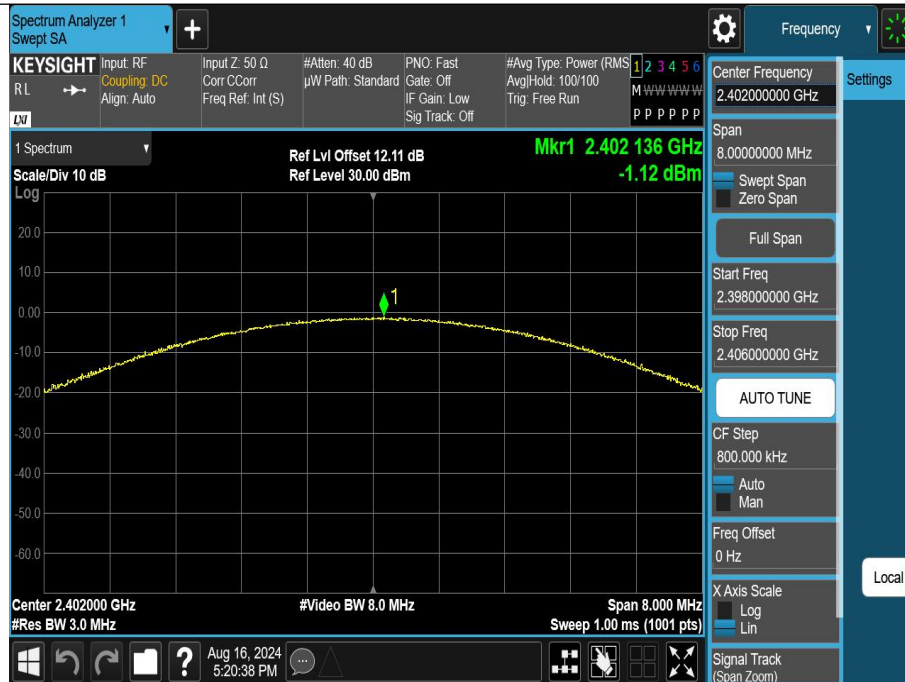 Spectrum Analyzer 1
Swept SA
+
Frequency
KEYSIGHT
RL
LXI
Input: RF
Coupling: DC
Align: Auto
Input Z: 50 Ω
Corr CCorr
Freq Ref: Int (S)
#Atten: 40 dB
µW Path: Standard
PNO: Fast
Gate: Off
IF Gain: Low
Sig Track: Off
#Avg Type: Power (RMS
Avg|Hold: 100/100
Trig: Free Run
1 2 3 4 5 6
M W W W W W
P P P P P P
1 Spectrum
Scale/Div 10 dB
Log
Ref Lvl Offset 12.11 dB
Ref Level 30.00 dBm
Mkr1 2.402 136 GHz
-1.12 dBm
20.0
10.0
0.00
-10.0
-20.0
-30.0
-40.0
-50.0
-60.0
1
Center 2.402000 GHz
#Res BW 3.0 MHz
#Video BW 8.0 MHz
Span 8.000 MHz
Sweep 1.00 ms (1001 pts)
?
Aug 16, 2024
5:20:38 PM
Center Frequency
2.402000000 GHz
Span
8.00000000 MHz
Swept Span
Zero Span
Full Span
Start Freq
2.398000000 GHz
Stop Freq
2.406000000 GHz
AUTO TUNE
CF Step
800.000 kHz
Auto
Man
Freq Offset
0 Hz
X Axis Scale
Log
Lin
Signal Track
(Span Zoom)
Settings
Local